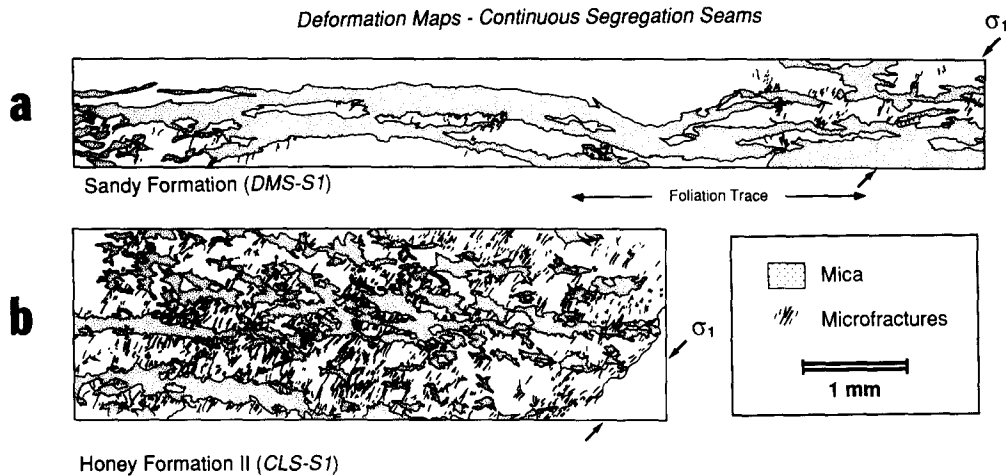 Deformation Maps - Continuous Segregation Seams
σ1
a
Sandy Formation (DMS-S1)
Foliation Trace
b
σ1
Honey Formation II (CLS-S1)
Mica
Microfractures
1 mm